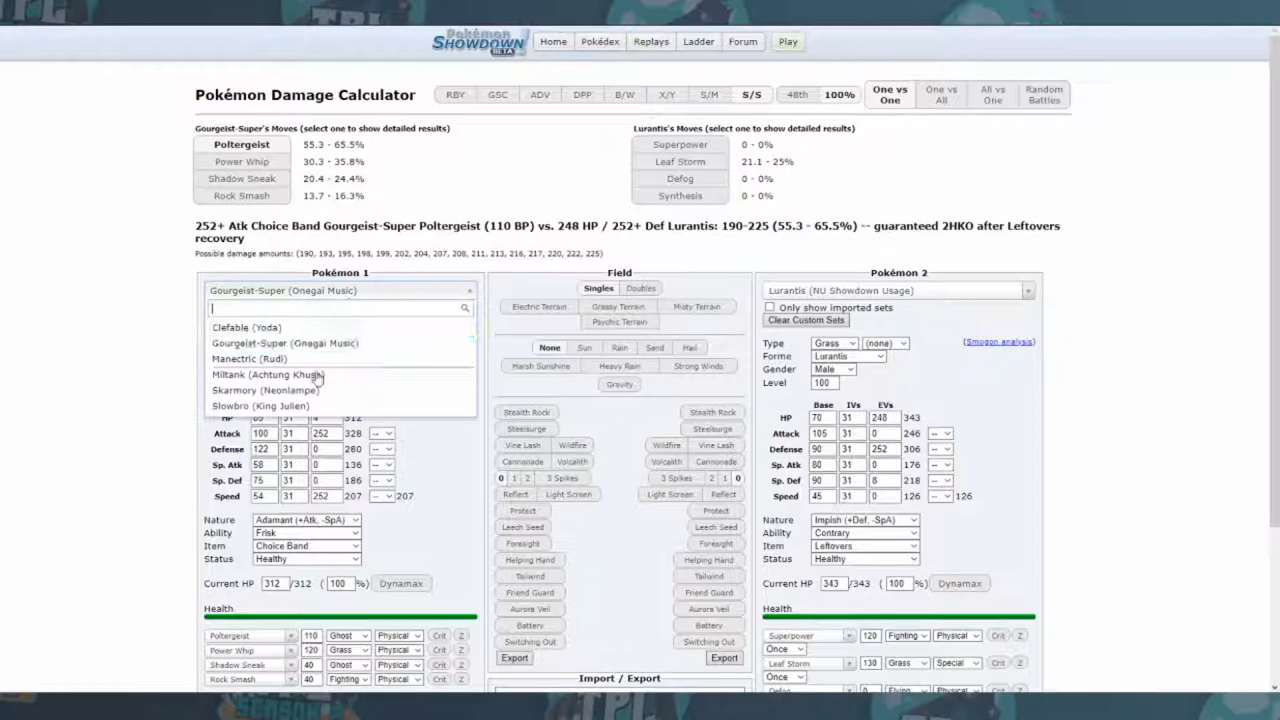 TPL
TPL
Pokémon
SHOWDOWN
BETA
Home Pokédex Replays Ladder Forum Play
Pokémon Damage Calculator RBY GSC ADV DPP B/W X/Y S/M S/S 48th 100% One vs One One vs All All vs One Random Battles
Gourgeist-Super's Moves (select one to show detailed results) Lurantis's Moves (select one to show detailed results)
Poltergeist 55.3 - 65.5% Superpower 0 - 0%
Power Whip 30.3 - 35.8% Leaf Storm 21.1 - 25%
Shadow Sneak 20.4 - 24.4% Defog 0 - 0%
Rock Smash 13.7 - 16.3% Synthesis 0 - 0%
252+ Atk Choice Band Gourgeist-Super Poltergeist (110 BP) vs. 248 HP / 252+ Def Lurantis: 190-225 (55.3 - 65.5%) -- guaranteed 2HKO after Leftovers
recovery
Possible damage amounts: (190, 193, 195, 198, 199, 202, 204, 207, 208, 211, 213, 216, 217, 220, 222, 225)
Pokémon 1
Gourgeist-Super (Onegai Music)
Clefable (Yoda)
Gourgeist-Super (Onegai Music)
Manectric (Rudi)
Miltank (Achtung Khush)
Skarmory (Neonlampe)
Slowbro (King Julien)
HP 31 4 312
Attack 100 31 252 328 --
Defense 122 31 0 280 --
Sp. Atk 58 31 0 136 --
Sp. Def 75 31 0 186 --
Speed 54 31 252 207 -- 207
Nature Adamant (+Atk, -SpA)
Ability Frisk
Item Choice Band
Status Healthy
Current HP 312 /312 ( 100 %) Dynamax
Health
Poltergeist 110 Ghost Physical Crit Z
Power Whip 120 Grass Physical Crit Z
Shadow Sneak 40 Ghost Physical Crit Z
Rock Smash 40 Fighting Physical Crit Z
Field
Singles Doubles
Electric Terrain Grassy Terrain Misty Terrain
Psychic Terrain
None Sun Rain Sand Hail
Harsh Sunshine Heavy Rain Strong Winds
Gravity
Stealth Rock Stealth Rock
Steelsurge Steelsurge
Vine Lash Wildfire Wildfire Vine Lash
Cannonade Volcalith Volcalith Cannonade
0 1 2 3 Spikes 3 Spikes 2 1 0
Reflect Light Screen Light Screen Reflect
Protect Protect
Leech Seed Leech Seed
Foresight Foresight
Helping Hand Helping Hand
Tailwind Tailwind
Friend Guard Friend Guard
Aurora Veil Aurora Veil
Battery Battery
Switching Out Switching Out
Export Export
Import / Export
Pokémon 2
Lurantis (NU Showdown Usage)
Only show imported sets
Clear Custom Sets
Type Grass (none) (Smogon analysis)
Forme Lurantis
Gender Male
Level 100
Base IVs EVs
HP 70 31 248 343
Attack 105 31 0 246 --
Defense 90 31 252 306 --
Sp. Atk 80 31 0 176 --
Sp. Def 90 31 8 218 --
Speed 45 31 0 126 -- 126
Nature Impish (+Def, -SpA)
Ability Contrary
Item Leftovers
Status Healthy
Current HP 343 /343 ( 100 %) Dynamax
Health
Superpower 120 Fighting Physical Crit Z
Once
Leaf Storm 130 Grass Special Crit Z
Once
TPL
SEASON
TPL